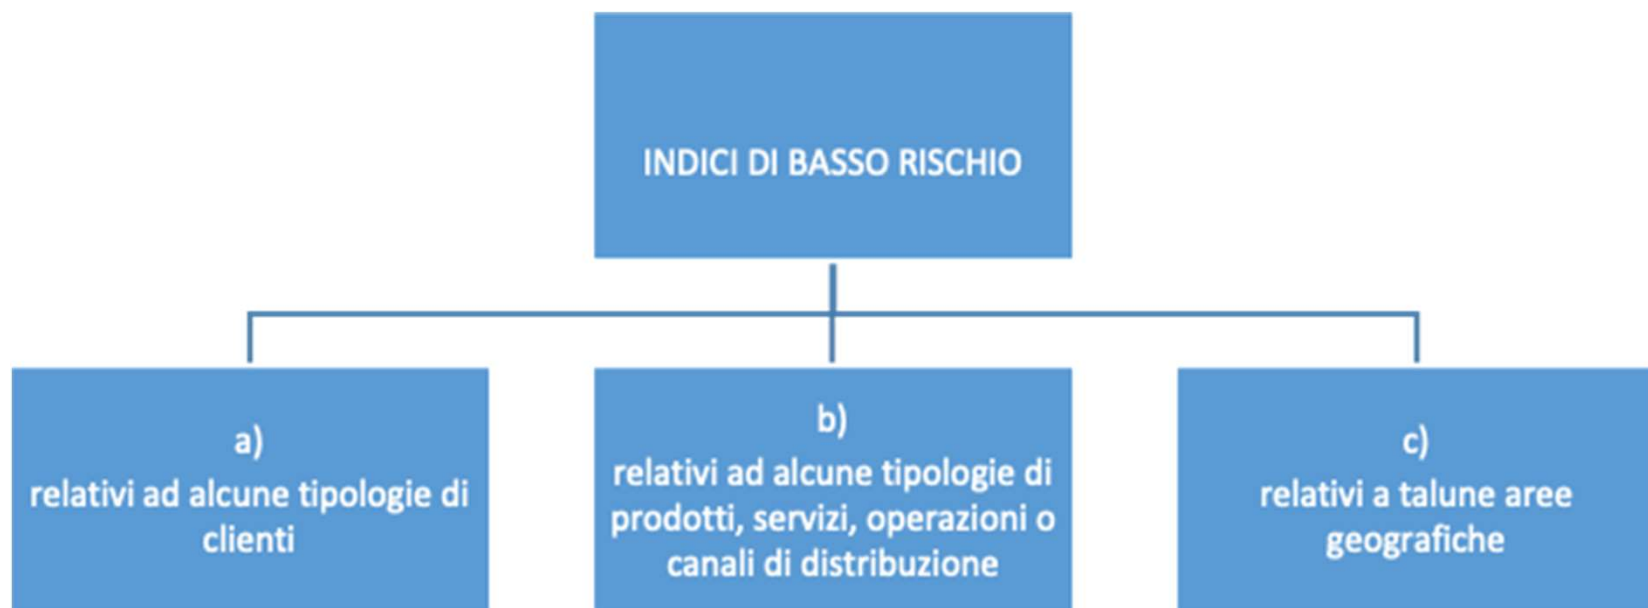 INDICI DI BASSO RISCHIO
a)
relativi ad alcune tipologie di
clienti
b)
relativi ad alcune tipologie di
prodotti, servizi, operazioni o
canali di distribuzione
c)
relativi a talune aree
geografiche